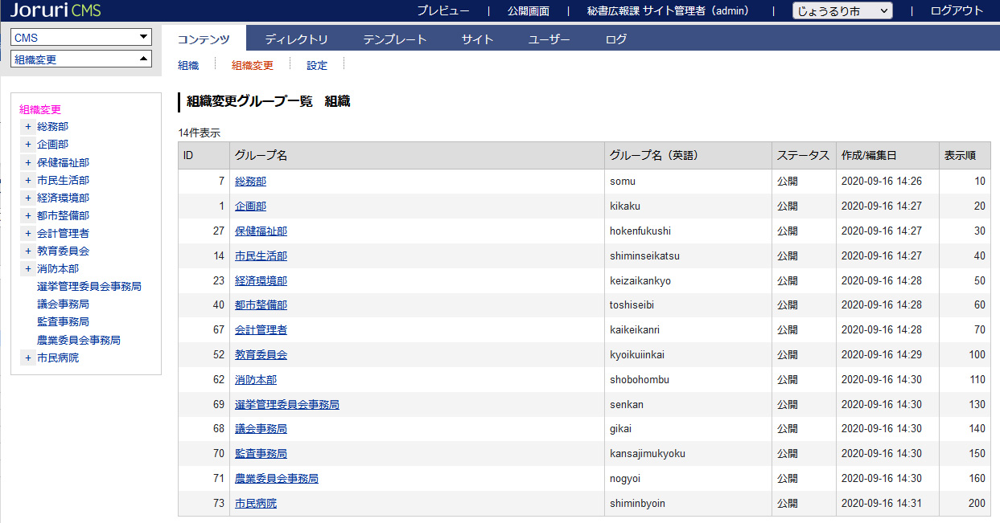 Joruri CMS プレビュー | 公開画面 | 秘書広報課 サイト管理者（admin） | じょうるり市 | ログアウト
CMS
組織変更
コンテンツ ディレクトリ テンプレート サイト ユーザー ログ
組織 組織変更 設定
組織変更
+ 総務部
+ 企画部
+ 保健福祉部
+ 市民生活部
+ 経済環境部
+ 都市整備部
+ 会計管理者
+ 教育委員会
+ 消防本部
選挙管理委員会事務局
議会事務局
監査事務局
農業委員会事務局
+ 市民病院
組織変更グループ一覧　組織
14件表示
ID グループ名 グループ名（英語） ステータス 作成/編集日 表示順
7 総務部 somu 公開 2020-09-16 14:26 10
1 企画部 kikaku 公開 2020-09-16 14:27 20
27 保健福祉部 hokenfukushi 公開 2020-09-16 14:27 30
14 市民生活部 shiminseikatsu 公開 2020-09-16 14:27 40
23 経済環境部 keizaikankyo 公開 2020-09-16 14:28 50
40 都市整備部 toshiseibi 公開 2020-09-16 14:28 60
67 会計管理者 kaikeikanri 公開 2020-09-16 14:28 70
52 教育委員会 kyoikuiinkai 公開 2020-09-16 14:29 100
62 消防本部 shobohombu 公開 2020-09-16 14:30 110
69 選挙管理委員会事務局 senkan 公開 2020-09-16 14:30 130
68 議会事務局 gikai 公開 2020-09-16 14:30 140
70 監査事務局 kansajimukyoku 公開 2020-09-16 14:30 150
71 農業委員会事務局 nogyoi 公開 2020-09-16 14:30 160
73 市民病院 shiminbyoin 公開 2020-09-16 14:31 200